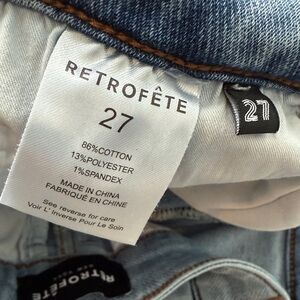 RETROFÊTE
27
86%COTTON
13%POLYESTER
1%SPANDEX
MADE IN CHINA
FABRIQUÉ EN CHINE
See reverse for care
Voir L' Inverse Pour Le Soin
27
RETROFÊTE